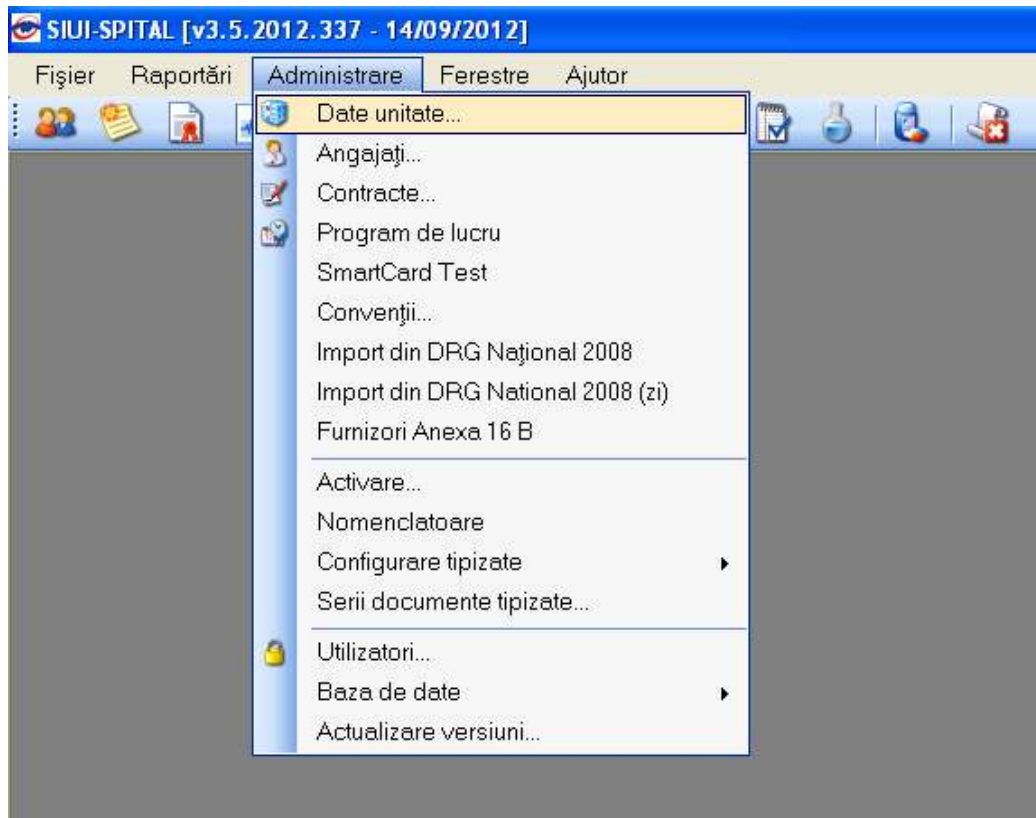 SIUI-SPITAL [v3.5.2012.337 - 14/09/2012]
Fişier Raportări Administrare Ferestre Ajutor
Date unitate...
Angajaţi...
Contracte...
Program de lucru
SmartCard Test
Convenţii...
Import din DRG Naţional 2008
Import din DRG National 2008 (zi)
Furnizori Anexa 16 B
Activare...
Nomenclatoare
Configurare tipizate
Serii documente tipizate...
Utilizatori...
Baza de date
Actualizare versiuni...